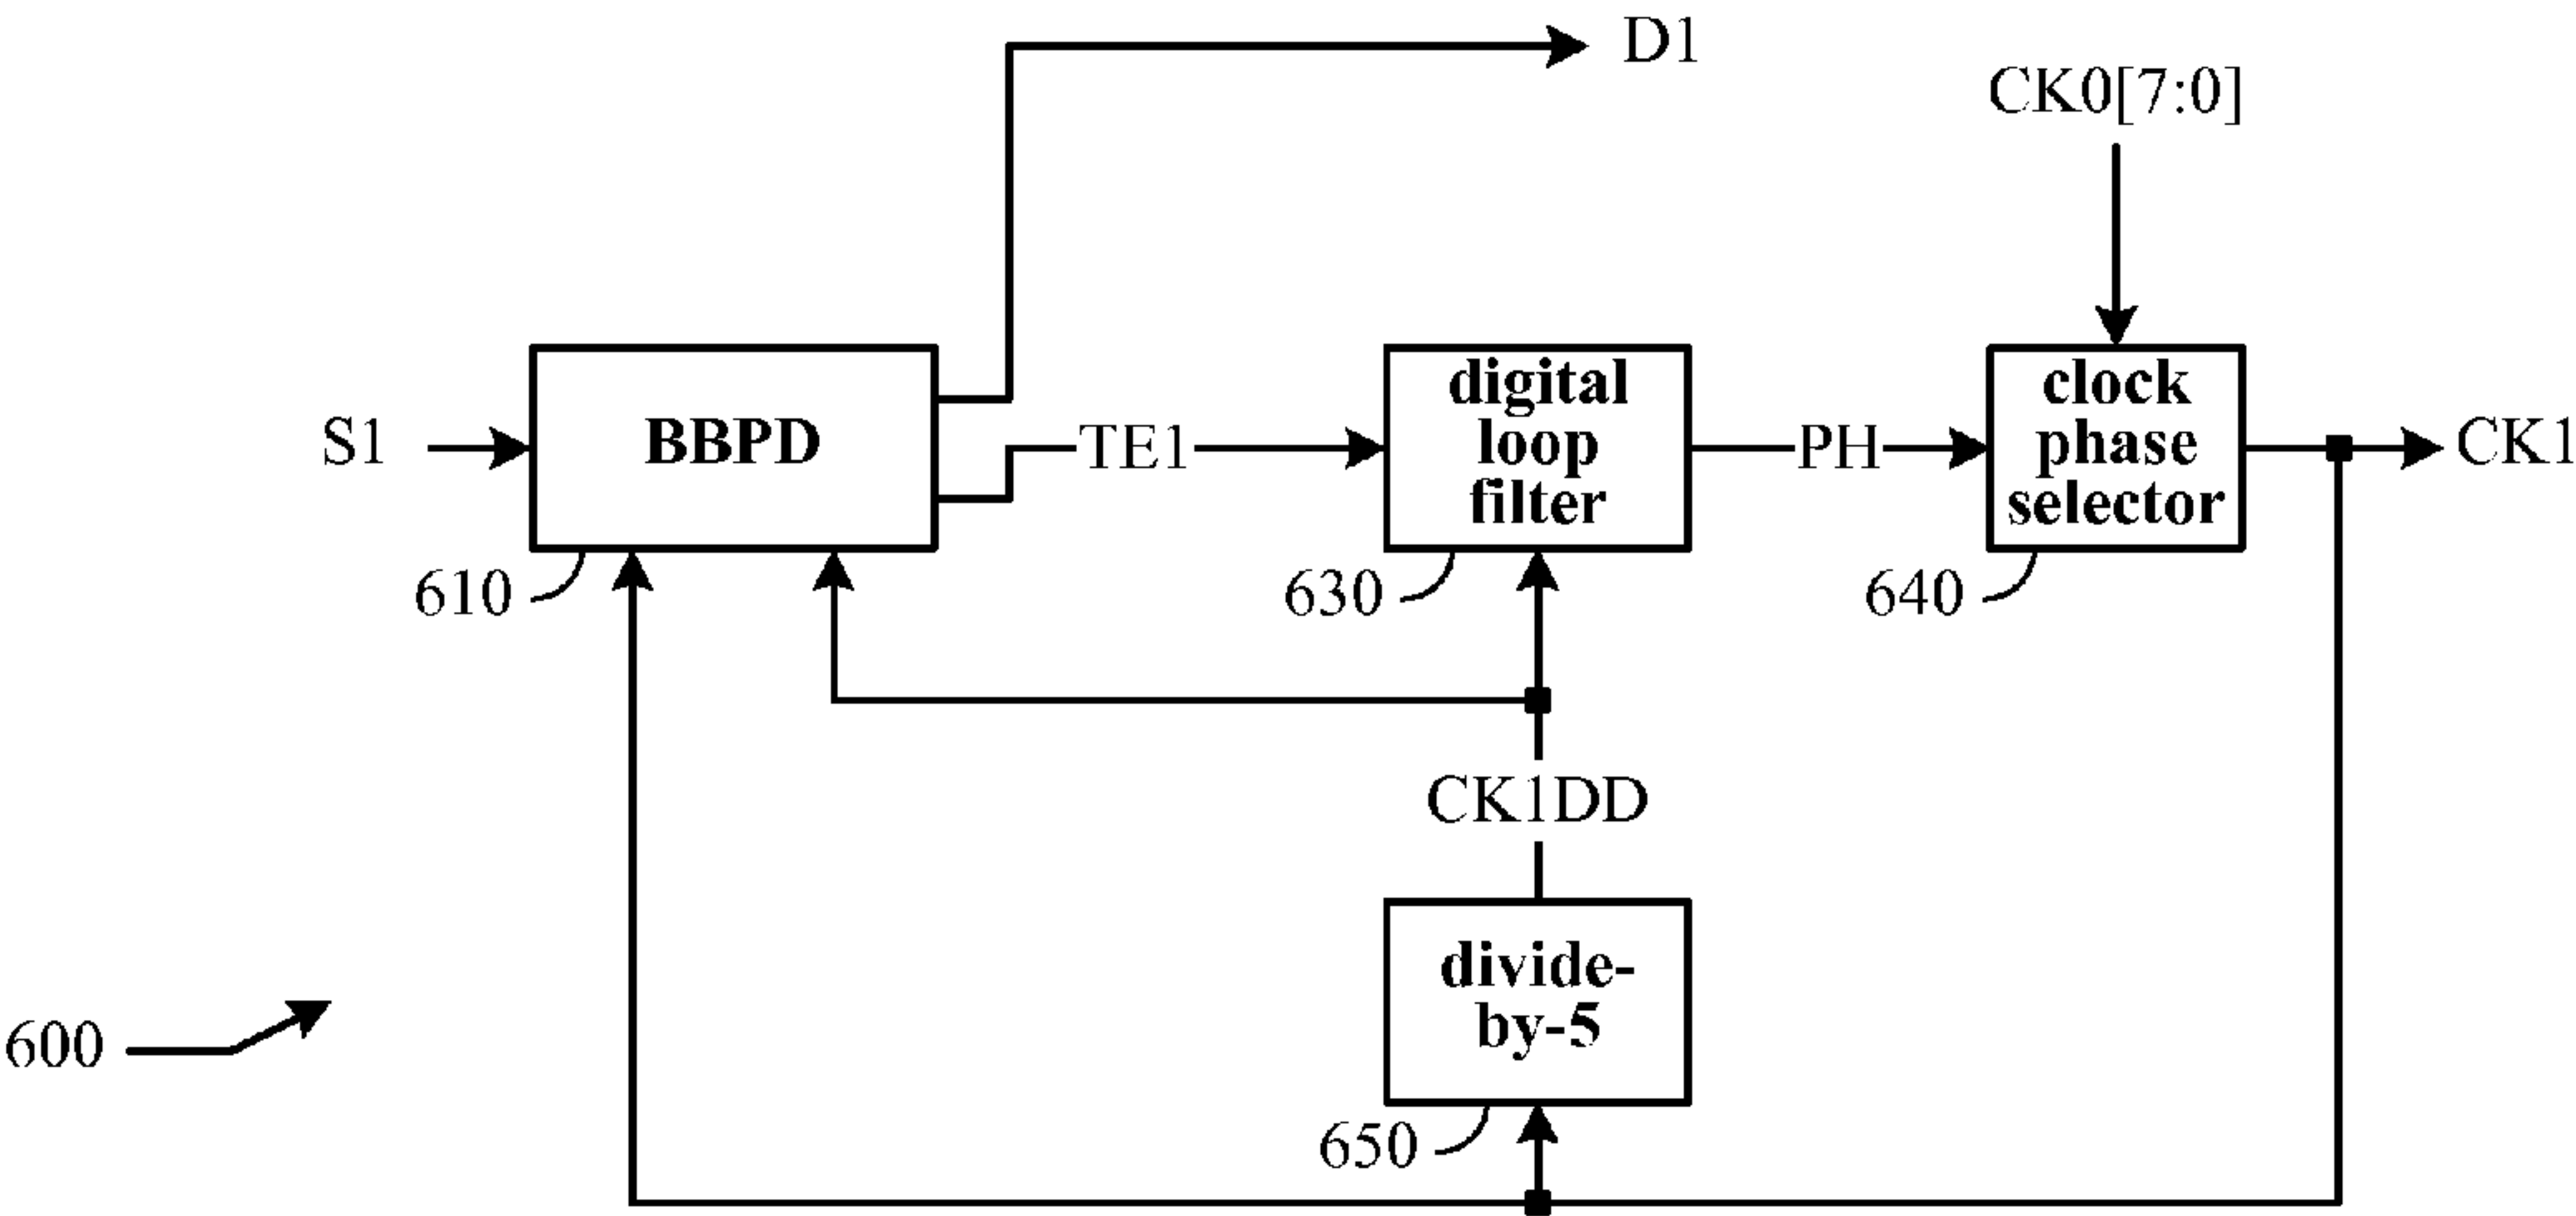 D1
CK0[7:0]
S1
BBPD
TE1
digital
loop
filter
PH
clock
phase
selector
CK1
610
630
640
CK1DD
divide-
by-5
600
650